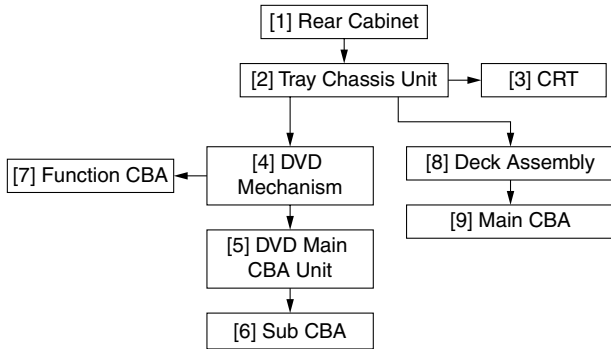 [1] Rear Cabinet
[2] Tray Chassis Unit
[3] CRT
[4] DVD
Mechanism
[7] Function CBA
[8] Deck Assembly
[9] Main CBA
[5] DVD Main
CBA Unit
[6] Sub CBA